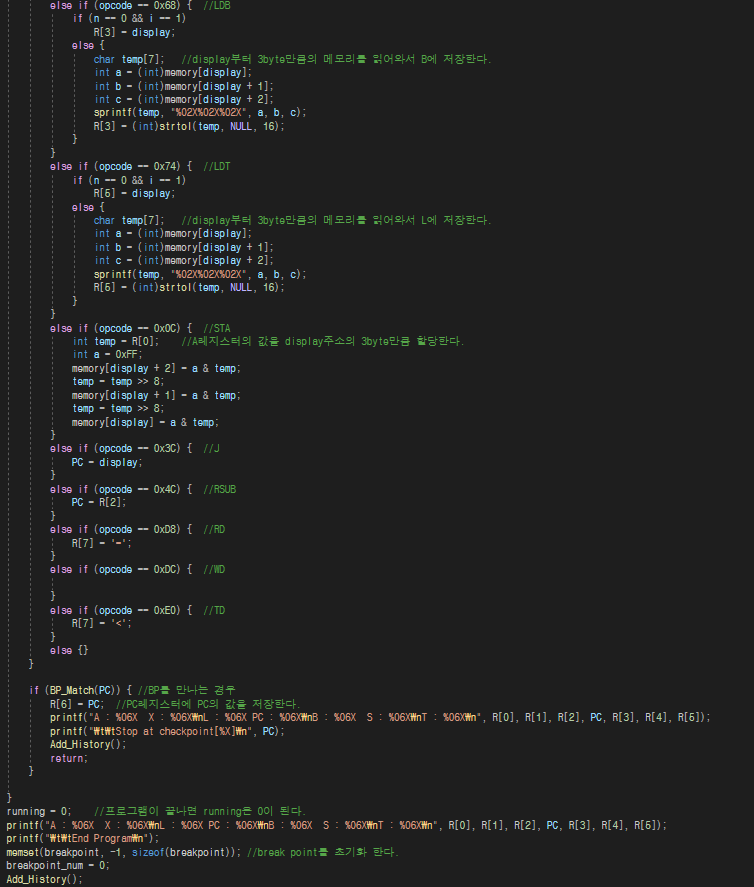 else if (opcode == 0x68) {  //LDB
if (n == 0 && i == 1)
R[3] = display;
else {
char temp[7];   //display부터 3byte만큼의 메모리를 읽어와서 B에 저장한다.
int a = (int)memory[display];
int b = (int)memory[display + 1];
int c = (int)memory[display + 2];
sprintf(temp, "%02X%02X%02X", a, b, c);
R[3] = (int)strtol(temp, NULL, 16);
}
}
else if (opcode == 0x74) {  //LDT
if (n == 0 && i == 1)
R[5] = display;
else {
char temp[7];   //display부터 3byte만큼의 메모리를 읽어와서 L에 저장한다.
int a = (int)memory[display];
int b = (int)memory[display + 1];
int c = (int)memory[display + 2];
sprintf(temp, "%02X%02X%02X", a, b, c);
R[5] = (int)strtol(temp, NULL, 16);
}
}
else if (opcode == 0x0C) {  //STA
int temp = R[0];    //A레지스터의 값을 display주소의 3byte만큼 할당한다.
int a = 0xFF;
memory[display + 2] = a & temp;
temp = temp >> 8;
memory[display + 1] = a & temp;
temp = temp >> 8;
memory[display] = a & temp;
}
else if (opcode == 0x3C) {  //J
PC = display;
}
else if (opcode == 0x4C) {  //RSUB
PC = R[2];
}
else if (opcode == 0xD8) {  //RD
R[7] = '=';
}
else if (opcode == 0xDC) {  //WD
}
else if (opcode == 0xE0) {  //TD
R[7] = '<';
}
else {}
}
if (BP_Match(PC)) { //BP를 만나는 경우
R[6] = PC;  //PC레지스터에 PC의 값을 저장한다.
printf("A : %06X  X : %06X₩nL : %06X PC : %06X₩nB : %06X  S : %06X₩nT : %06X₩n", R[0], R[1], R[2], PC, R[3], R[4], R[5]);
printf("₩t₩tStop at checkpoint[%X]₩n", PC);
Add_History();
return;
}
}
running = 0;    //프로그램이 끝나면 running은 0이 된다.
printf("A : %06X  X : %06X₩nL : %06X PC : %06X₩nB : %06X  S : %06X₩nT : %06X₩n", R[0], R[1], R[2], PC, R[3], R[4], R[5]);
printf("₩t₩tEnd Program₩n");
memset(breakpoint, -1, sizeof(breakpoint)); //break point를 초기화 한다.
breakpoint_num = 0;
Add_History();